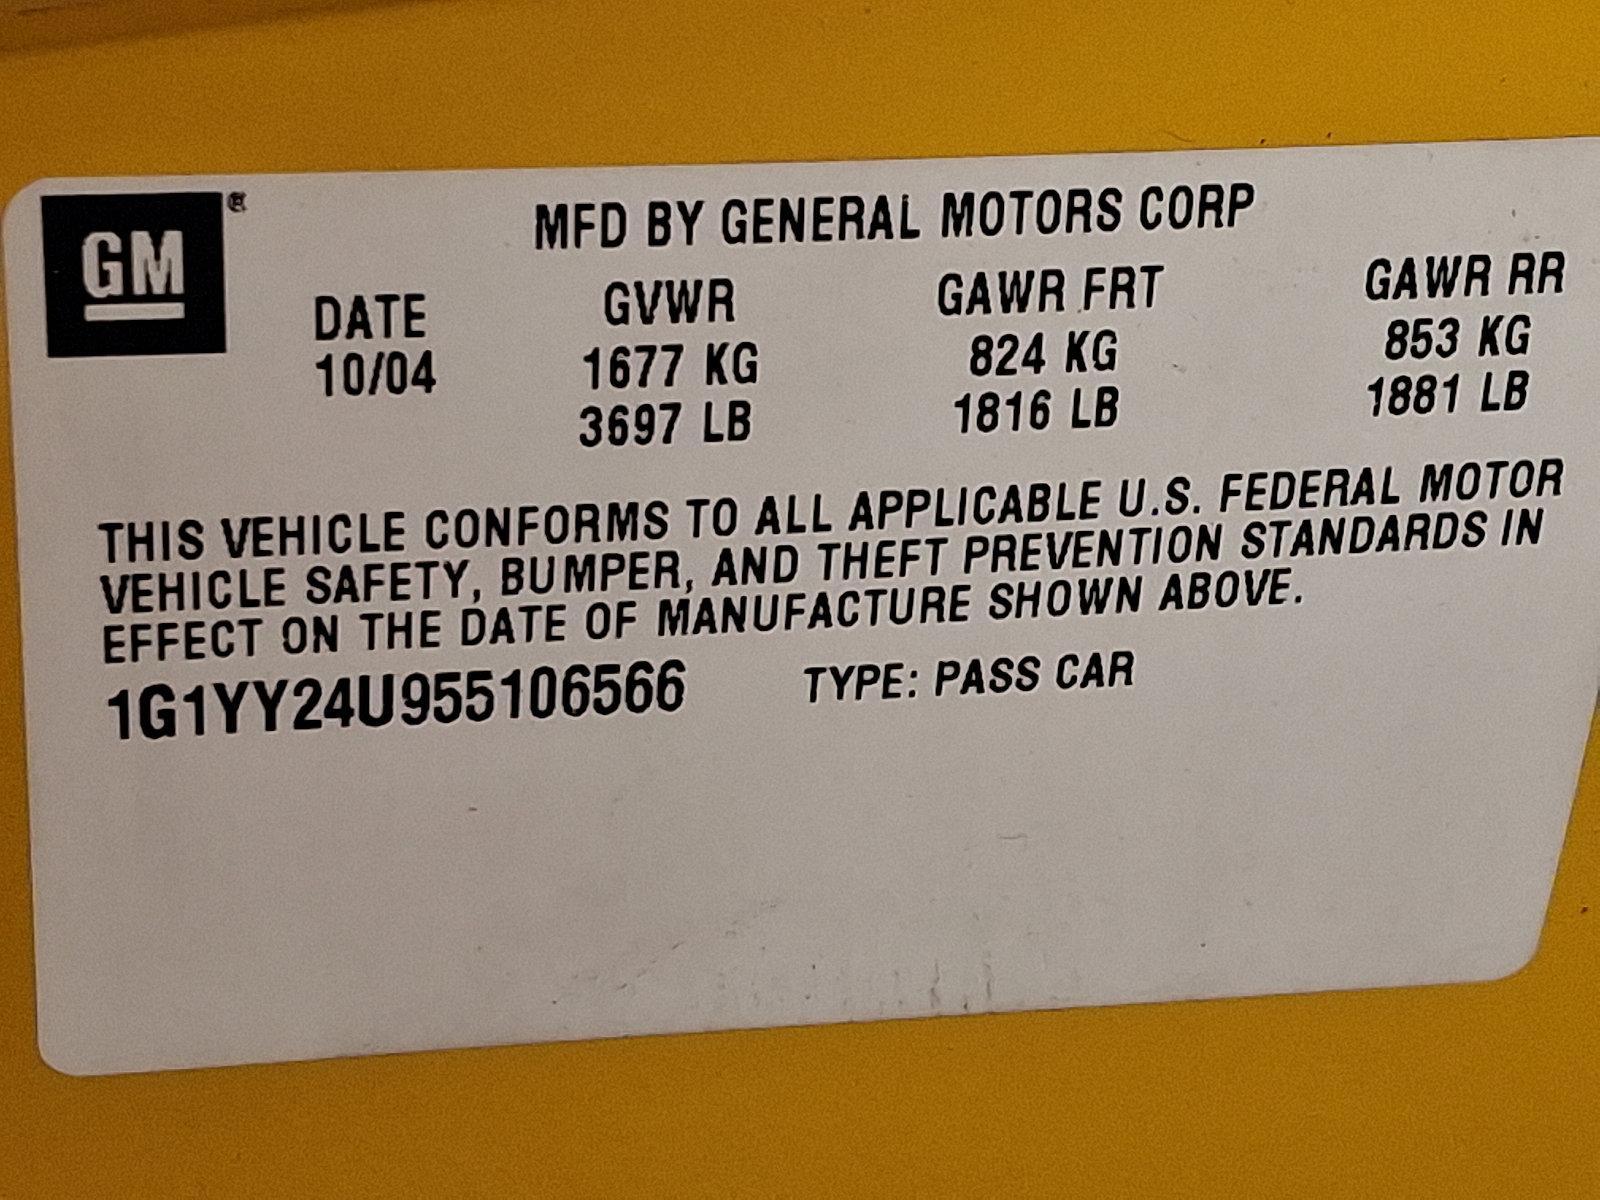 GM ®
MFD BY GENERAL MOTORS CORP
DATE GVWR GAWR FRT GAWR RR
10/04 1677 KG 824 KG 853 KG
3697 LB 1816 LB 1881 LB
THIS VEHICLE CONFORMS TO ALL APPLICABLE U.S. FEDERAL MOTOR
VEHICLE SAFETY, BUMPER, AND THEFT PREVENTION STANDARDS IN
EFFECT ON THE DATE OF MANUFACTURE SHOWN ABOVE.
1G1YY24U955106566 TYPE: PASS CAR